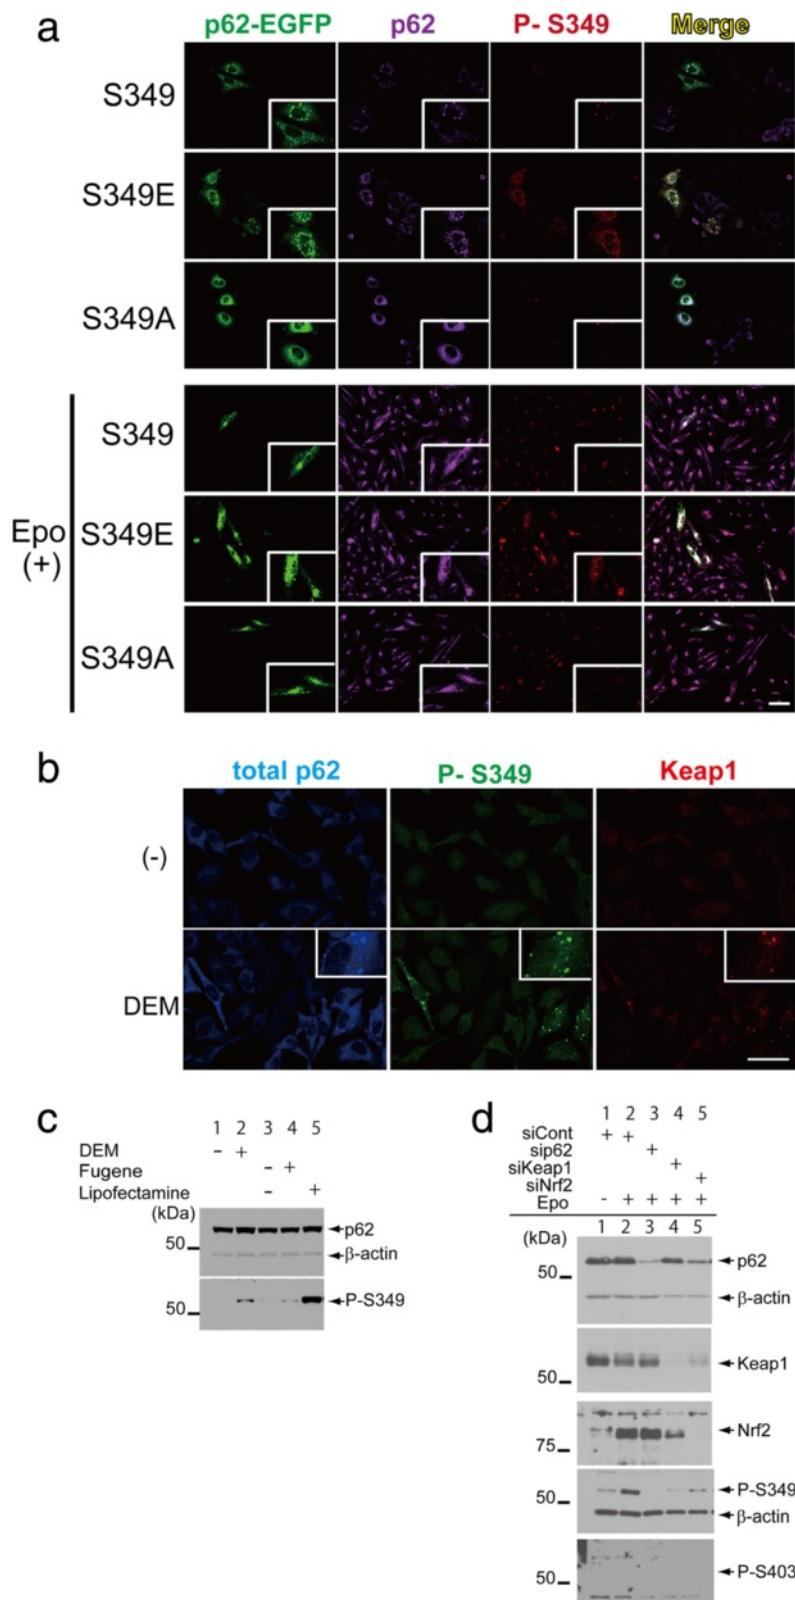 a
p62-EGFP p62 P- S349 Merge
S349
S349E
S349A
S349
Epo (+) S349E
S349A
b
total p62 P- S349 Keap1
(-)
DEM
c
1 2 3 4 5
DEM - +
Fugene - +
Lipofectamine - +
(kDa)
p62
50
β-actin
50 P-S349
d
1 2 3 4 5
siCont + +
sip62 +
siKeap1 +
siNrf2 +
Epo - + + + +
(kDa) 1 2 3 4 5
p62
50
β-actin
Keap1
50
Nrf2
75
P-S349
50
β-actin
P-S403
50